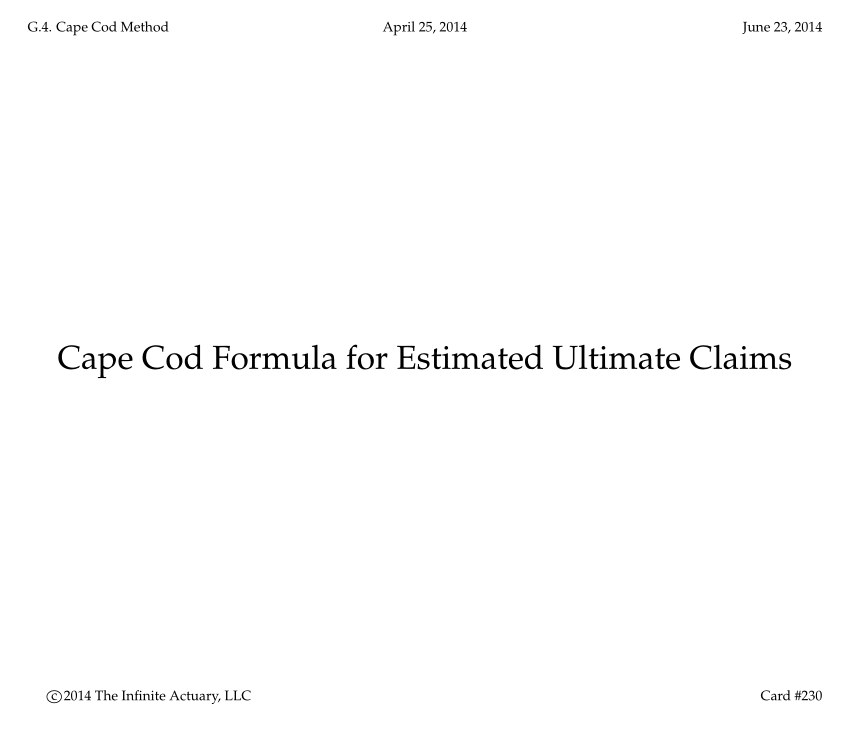 G.4. Cape Cod Method April 25, 2014 June 23, 2014
Cape Cod Formula for Estimated Ultimate Claims
©2014 The Infinite Actuary, LLC Card #230